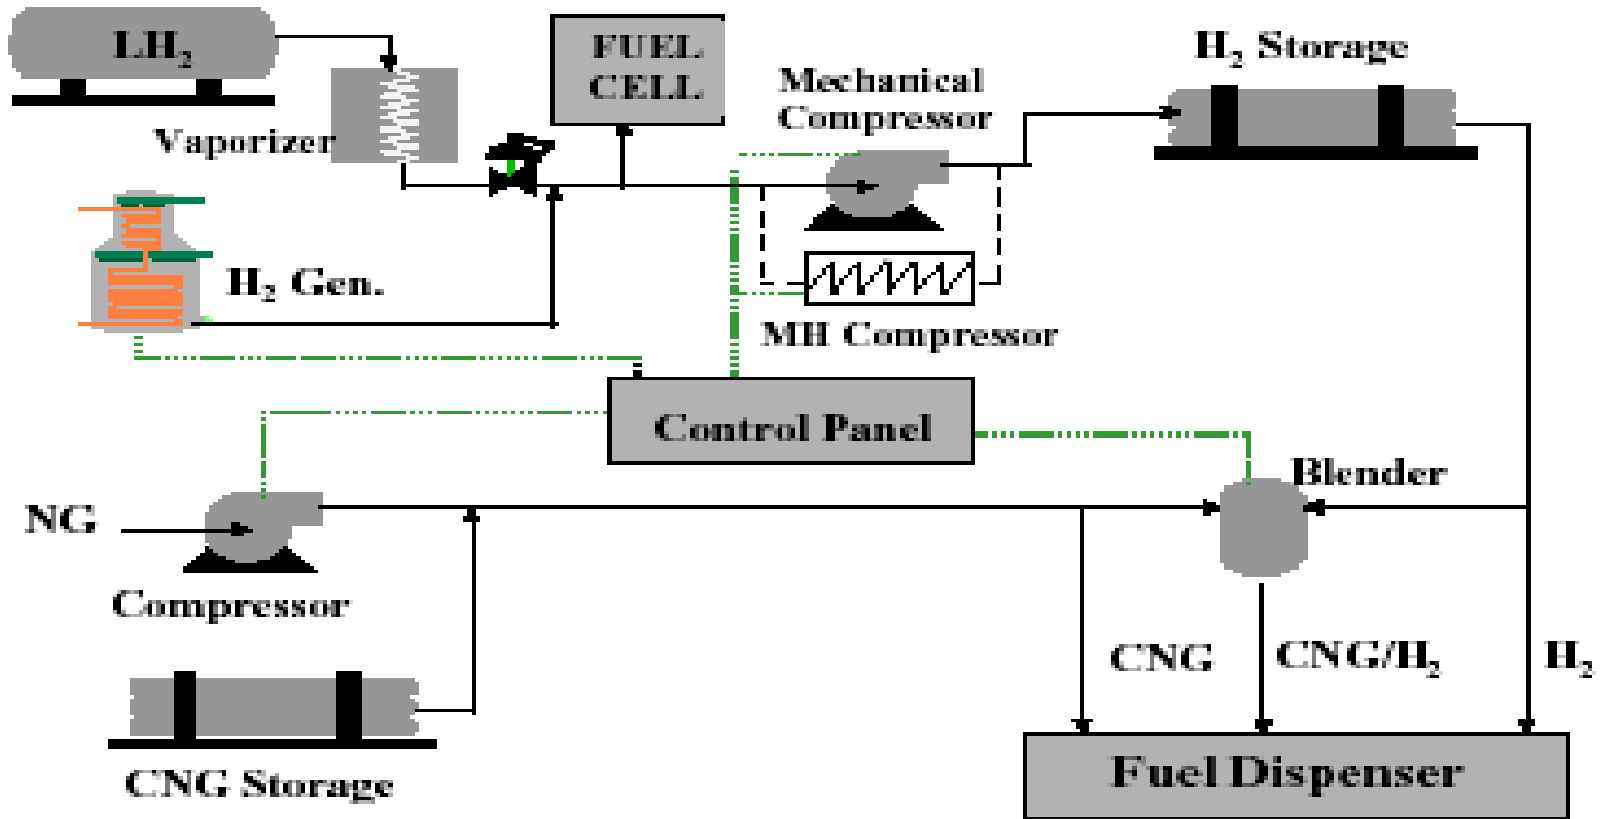 LH₂
FUEL
CELL
H₂ Storage
Mechanical
Compressor
Vaporizer
H₂ Gen.
MH Compressor
Control Panel
Blender
NG
Compressor
CNG
CNG/H₂
H₂
CNG Storage
Fuel Dispenser